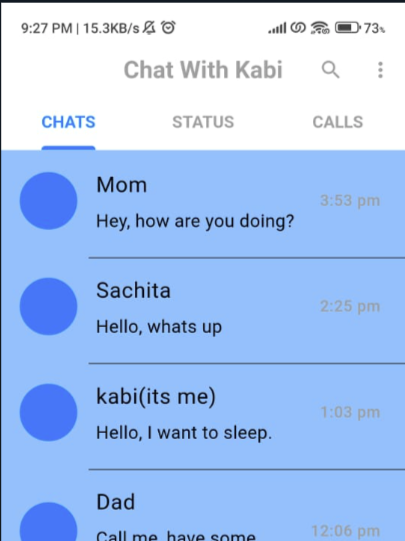 9:27 PM | 15.3KB/s
73%
Chat With Kabi
CHATS STATUS CALLS
Mom
3:53 pm
Hey, how are you doing?
Sachita
2:25 pm
Hello, whats up
kabi(its me)
1:03 pm
Hello, I want to sleep.
Dad
12:06 pm
Call me, have some